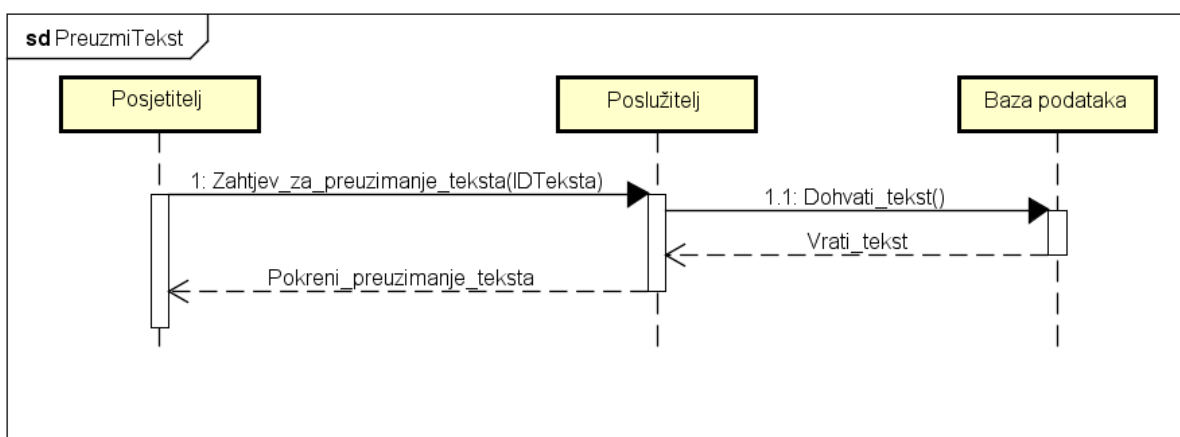 sd PreuzmiTekst
Posjetitelj
Poslužitelj
Baza podataka
1: Zahtjev_za_preuzimanje_teksta(IDTeksta)
1.1: Dohvati_tekst()
Vrati_tekst
Pokreni_preuzimanje_teksta